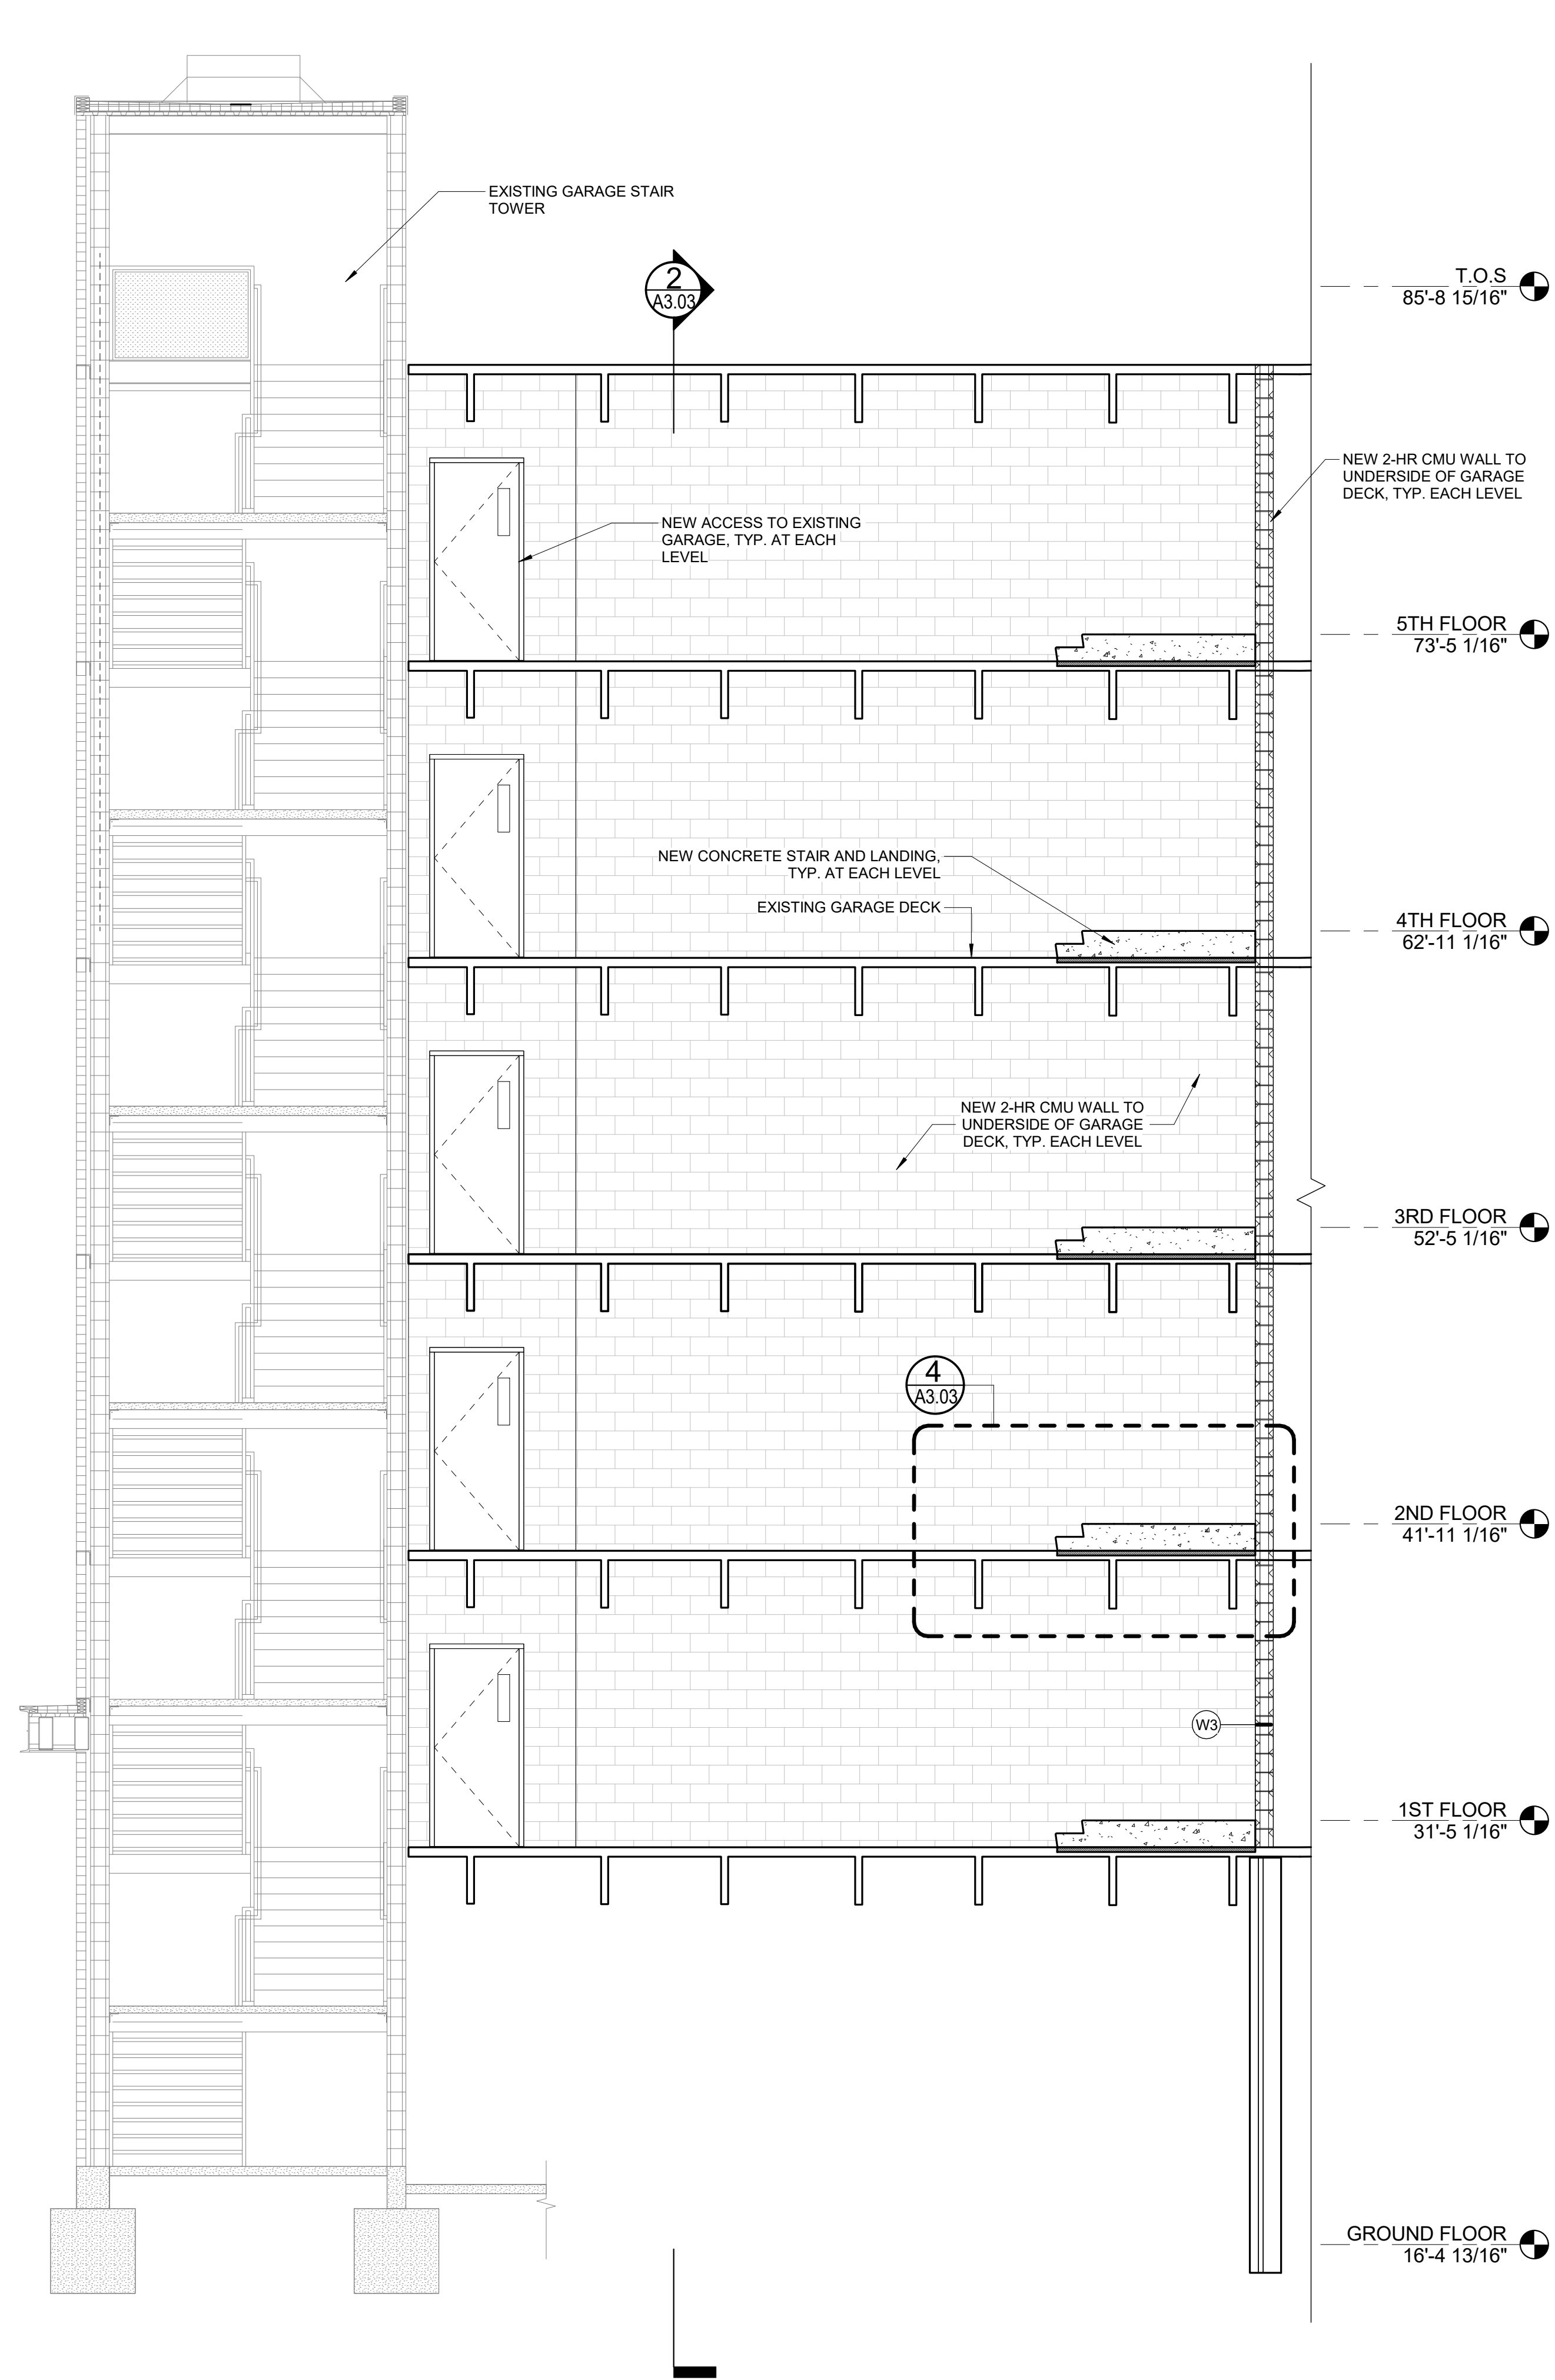 EXISTING GARAGE STAIR
TOWER
2
A3.03
T.O.S
85'-8 15/16"
NEW 2-HR CMU WALL TO
UNDERSIDE OF GARAGE
DECK, TYP. EACH LEVEL
NEW ACCESS TO EXISTING
GARAGE, TYP. AT EACH
LEVEL
5TH FLOOR
73'-5 1/16"
NEW CONCRETE STAIR AND LANDING,
TYP. AT EACH LEVEL
EXISTING GARAGE DECK
4TH FLOOR
62'-11 1/16"
NEW 2-HR CMU WALL TO
UNDERSIDE OF GARAGE
DECK, TYP. EACH LEVEL
3RD FLOOR
52'-5 1/16"
4
A3.03
2ND FLOOR
41'-11 1/16"
W3
1ST FLOOR
31'-5 1/16"
GROUND FLOOR
16'-4 13/16"